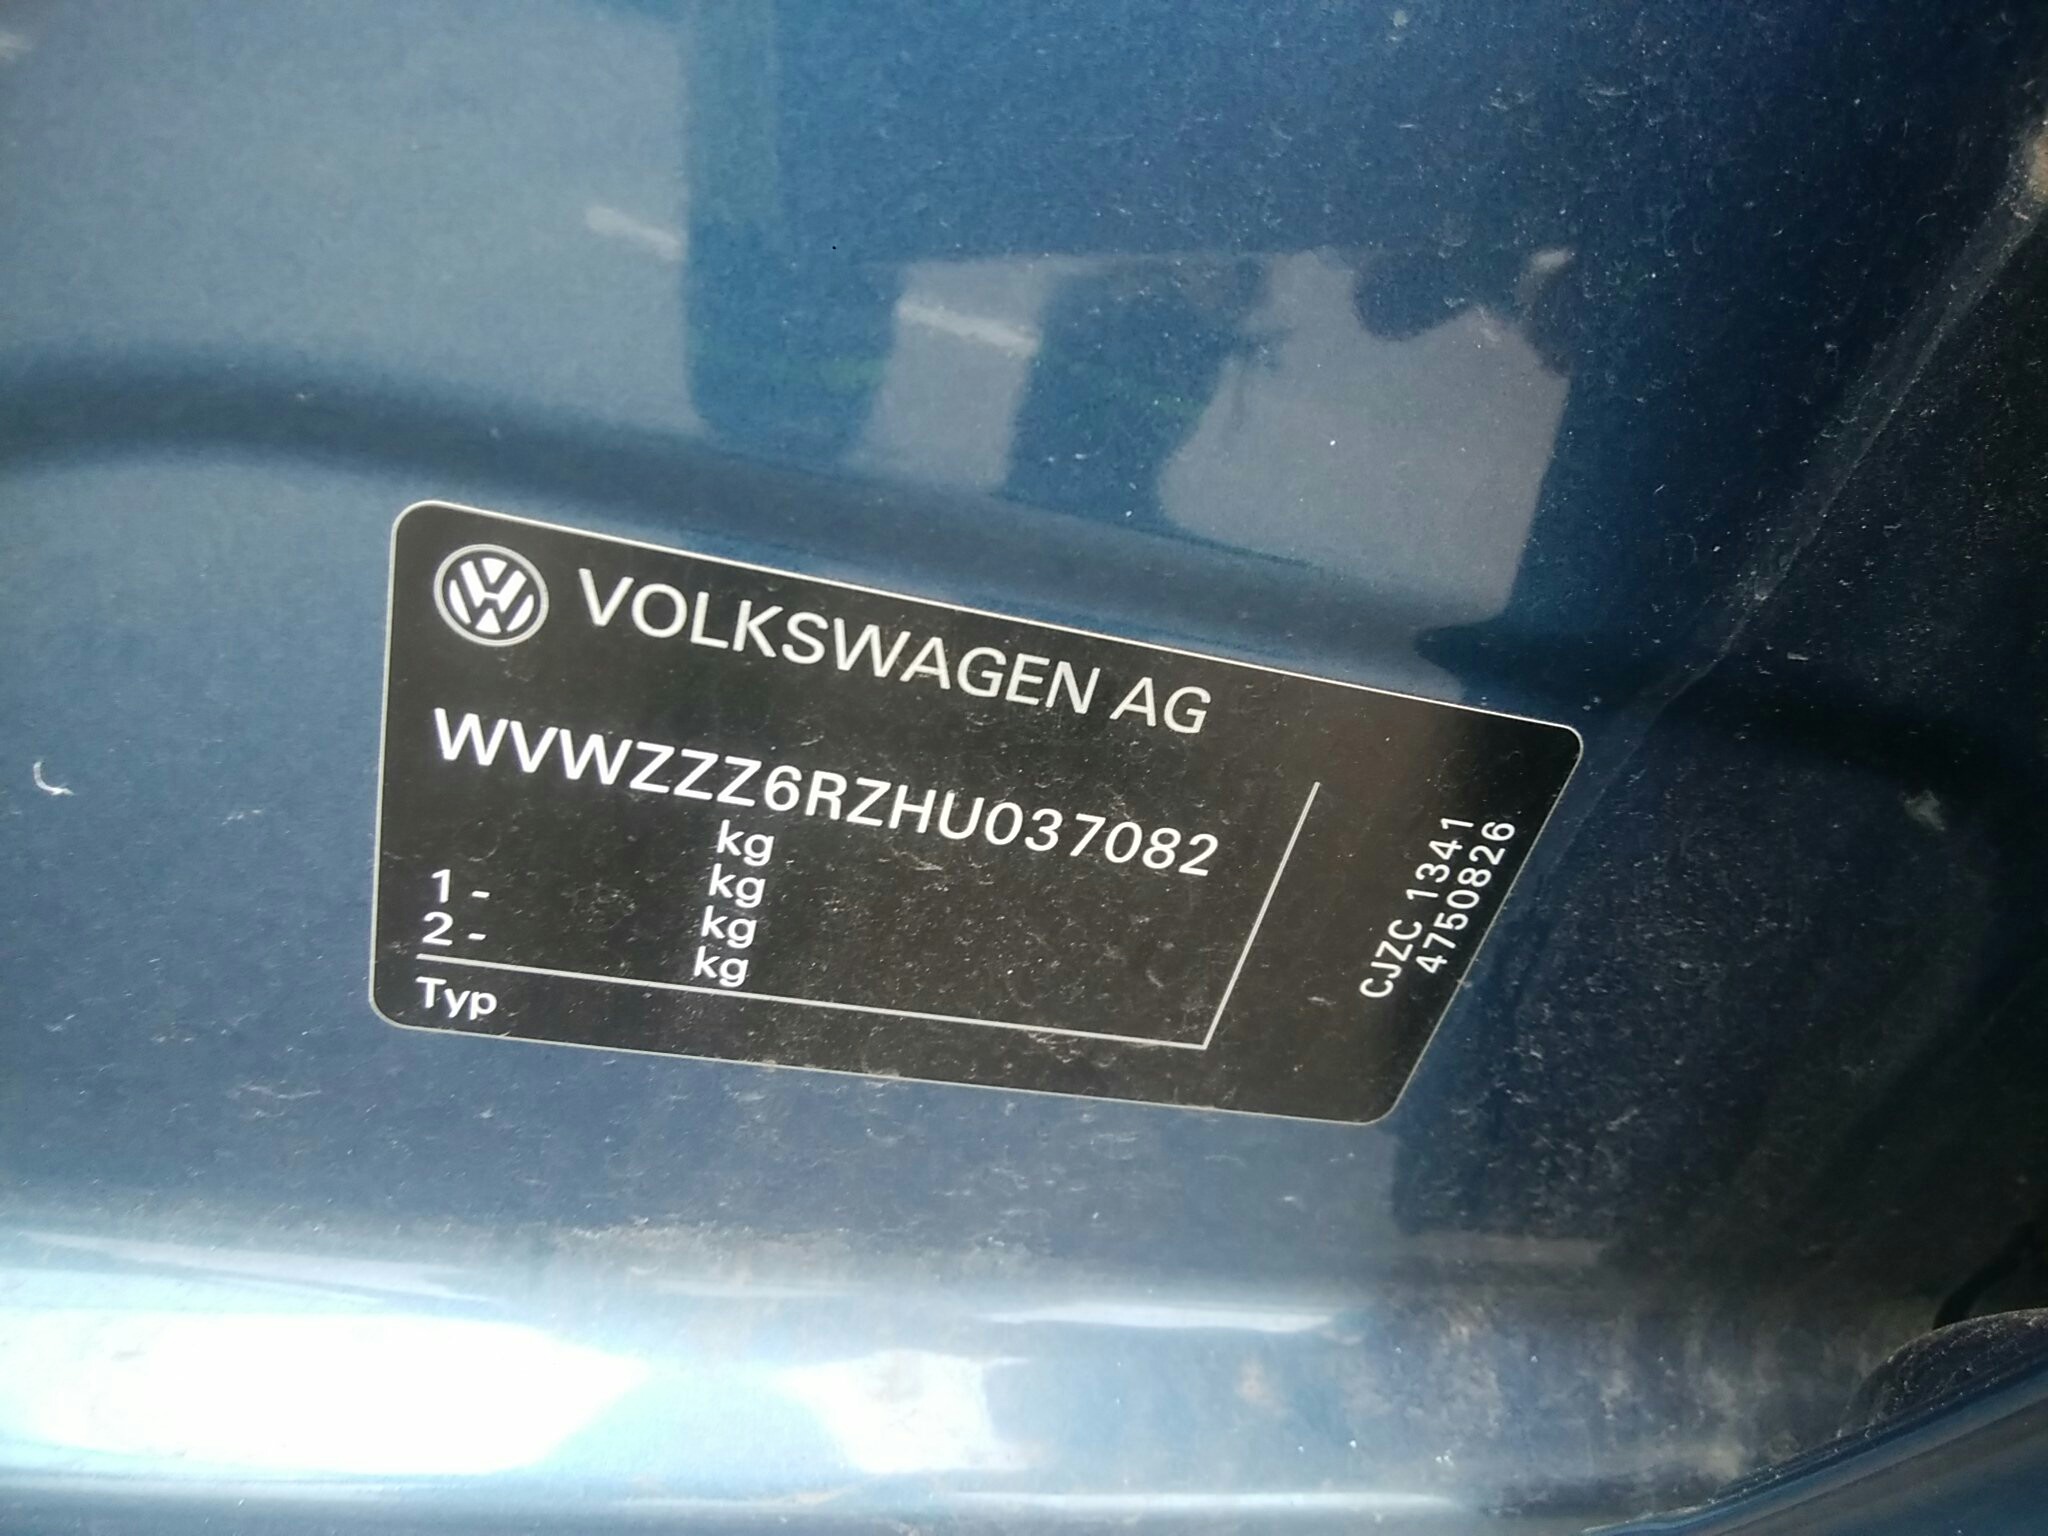 VOLKSWAGEN AG
WVWZZZ6RZHU037082
kg
1 - kg
2 - kg
kg
Typ
CJZC 1341
4750826